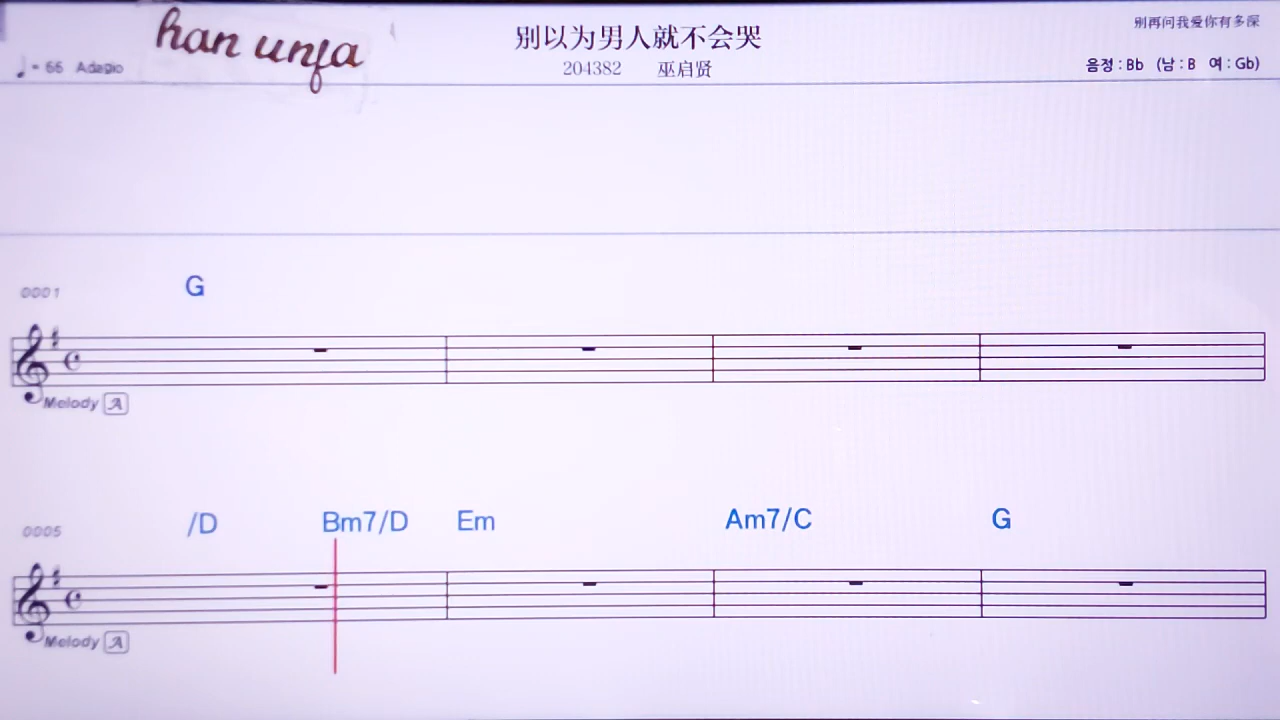 han unfa
别以为男人就不会哭
别再问我爱你有多深
♩= 66 Adagio
204382 巫启贤
음정 : Bb (남 : B 여 : Gb)
0001 G
Melody A
0005 /D Bm7/D Em Am7/C G
Melody A